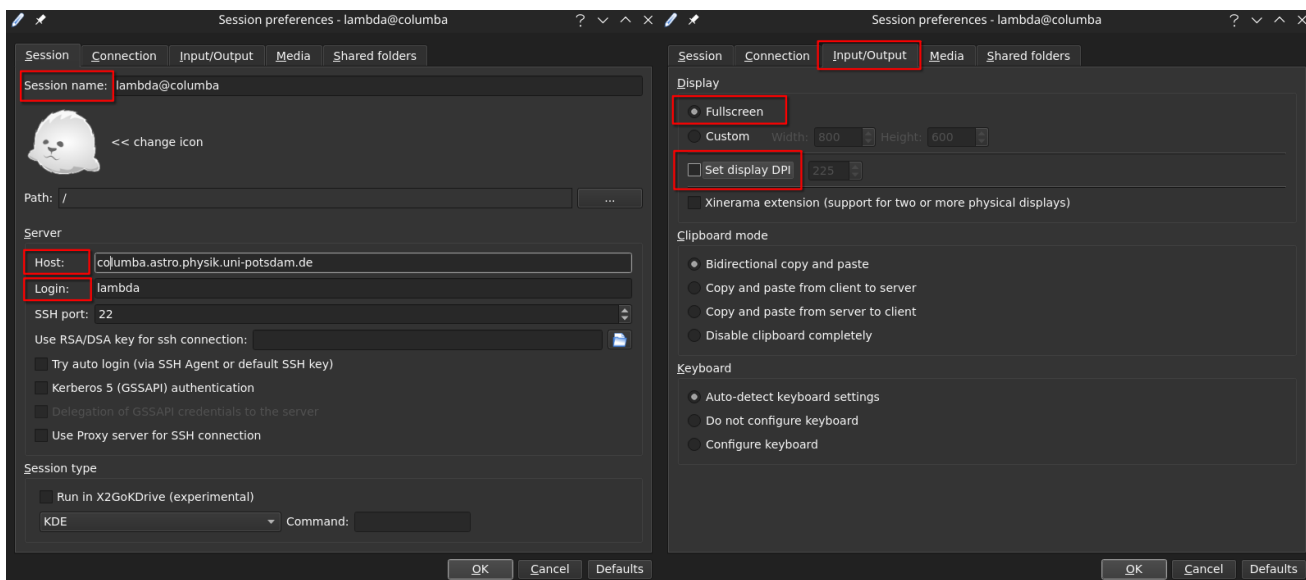 Session preferences - lambda@columba
Session Connection Input/Output Media Shared folders
Session name: lambda@columba
<< change icon
Path: / ...
Server
Host: columba.astro.physik.uni-potsdam.de
Login: lambda
SSH port: 22
Use RSA/DSA key for ssh connection:
Try auto login (via SSH Agent or default SSH key)
Kerberos 5 (GSSAPI) authentication
Delegation of GSSAPI credentials to the server
Use Proxy server for SSH connection
Session type
Run in X2GoKDrive (experimental)
KDE Command:
OK Cancel Defaults
Session preferences - lambda@columba
Session Connection Input/Output Media Shared folders
Display
Fullscreen
Custom Width: 800 Height: 600
Set display DPI 225
Xinerama extension (support for two or more physical displays)
Clipboard mode
Bidirectional copy and paste
Copy and paste from client to server
Copy and paste from server to client
Disable clipboard completely
Keyboard
Auto-detect keyboard settings
Do not configure keyboard
Configure keyboard
OK Cancel Defaults